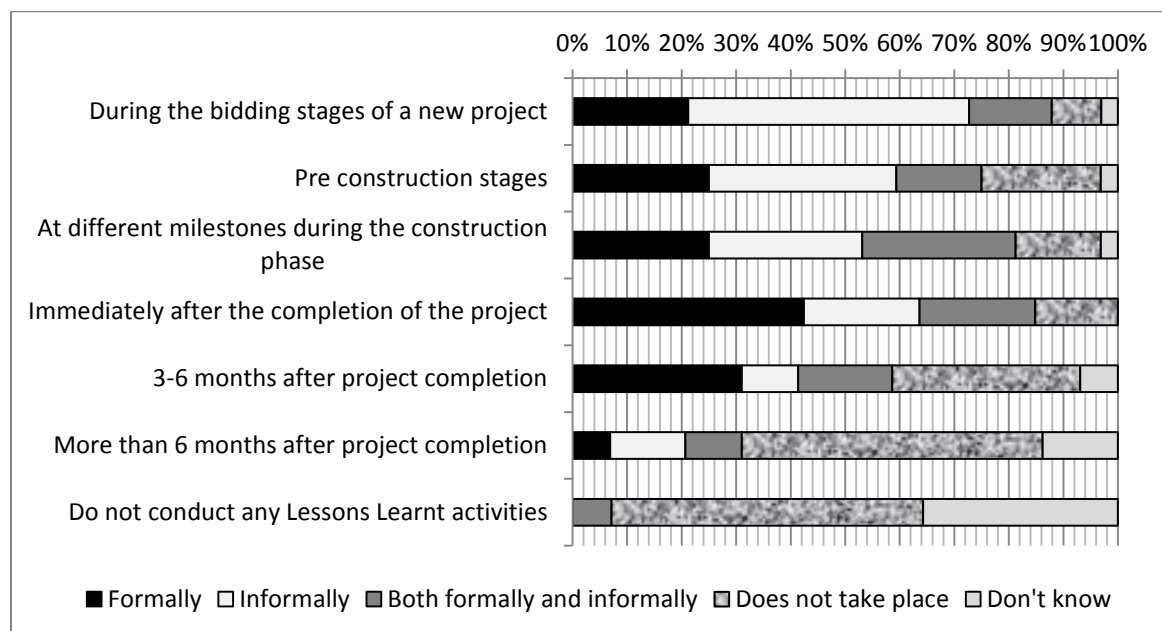 0% 10% 20% 30% 40% 50% 60% 70% 80% 90% 100%
During the bidding stages of a new project
Pre construction stages
At different milestones during the construction
phase
Immediately after the completion of the project
3-6 months after project completion
More than 6 months after project completion
Do not conduct any Lessons Learnt activities
Formally Informally Both formally and informally Does not take place Don't know